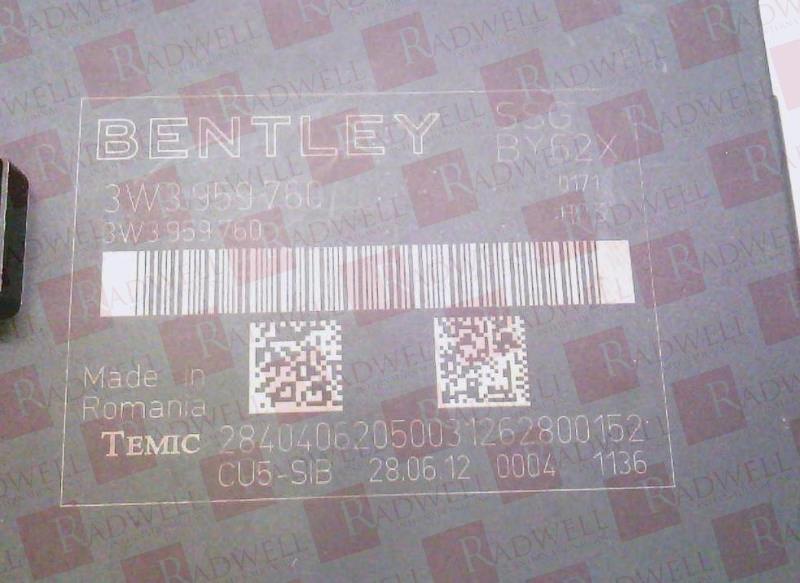 BENTLEY
SSG
BY62X
3W3 959 760
0171
3W3 959 760
Made in
Romania
TEMIC 28404062050031262800152
CU5-SIB 28.06.12 0004 1136
RADWELL